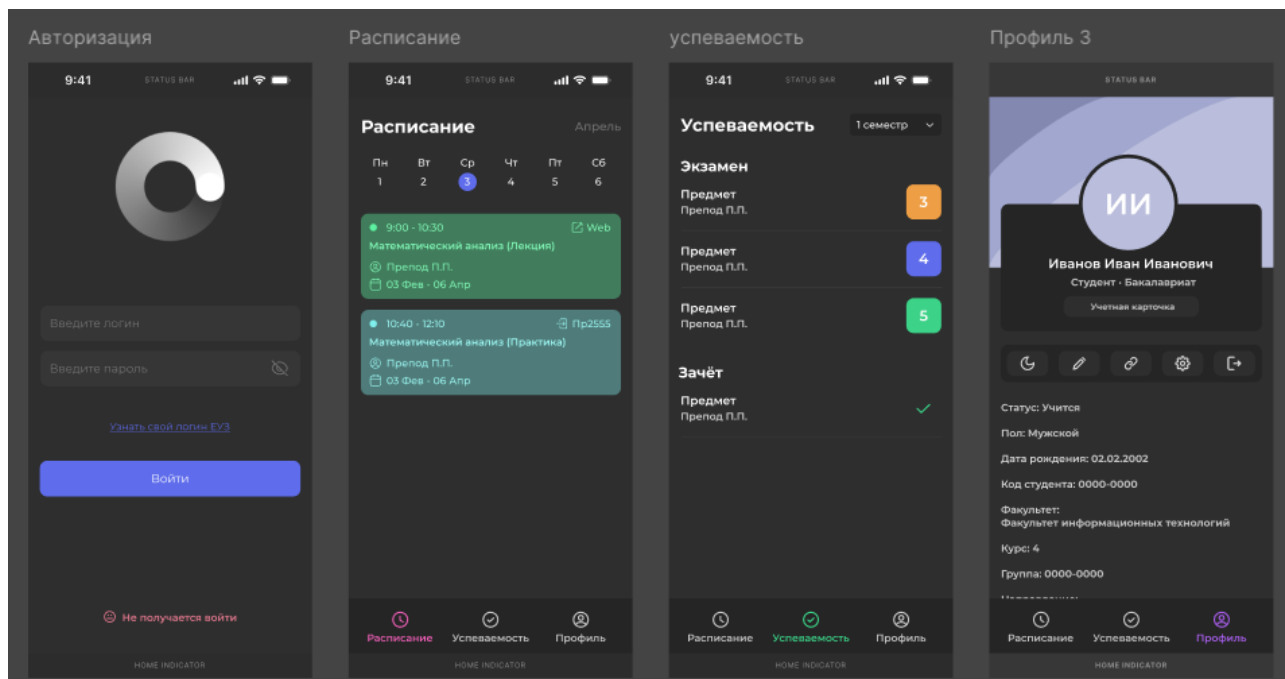 Авторизация
9:41 STATUS BAR
Введите логин
Введите пароль
Узнать свой логин ЕУЗ
Войти
Не получается войти
HOME INDICATOR
Расписание
9:41 STATUS BAR
Расписание Апрель
Пн Вт Ср Чт Пт Сб
1 2 3 4 5 6
9:00 - 10:30 Web
Математический анализ (Лекция)
Препод П.П.
03 Фев - 06 Апр
10:40 - 12:10 Пр2555
Математический анализ (Практика)
Препод П.П.
03 Фев - 06 Апр
Расписание Успеваемость Профиль
HOME INDICATOR
успеваемость
9:41 STATUS BAR
Успеваемость 1 семестр
Экзамен
Предмет
Препод П.П.
3
Предмет
Препод П.П.
4
Предмет
Препод П.П.
5
Зачёт
Предмет
Препод П.П.
Расписание Успеваемость Профиль
HOME INDICATOR
Профиль 3
STATUS BAR
ИИ
Иванов Иван Иванович
Студент · Бакалавриат
Учетная карточка
Статус: Учится
Пол: Мужской
Дата рождения: 02.02.2002
Код студента: 0000-0000
Факультет:
Факультет информационных технологий
Курс: 4
Группа: 0000-0000
Расписание Успеваемость Профиль
HOME INDICATOR